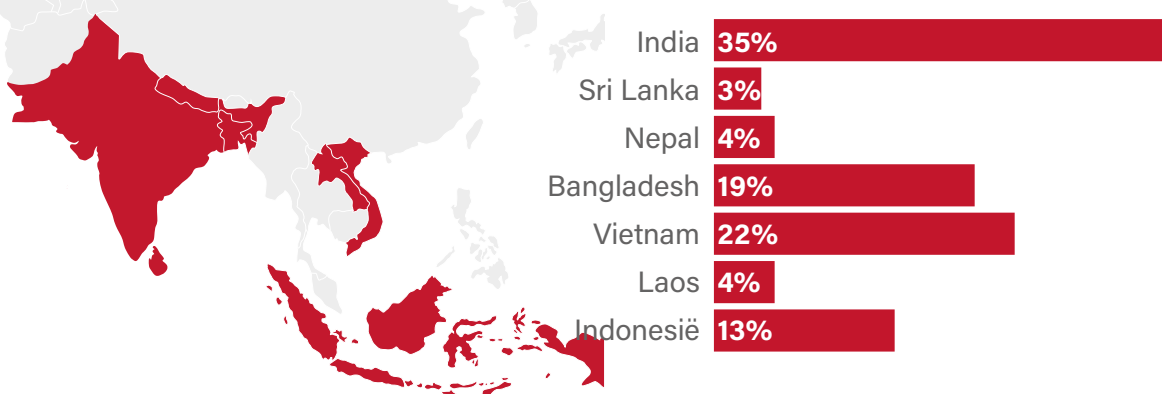 India 35%
Sri Lanka 3%
Nepal 4%
Bangladesh 19%
Vietnam 22%
Laos 4%
Indonesië 13%